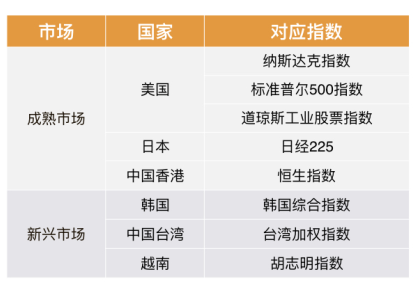 市场 国家 对应指数
纳斯达克指数
成熟市场 美国 标准普尔500指数
道琼斯工业股票指数
日本 日经225
中国香港 恒生指数
韩国 韩国综合指数
新兴市场 中国台湾 台湾加权指数
越南 胡志明指数